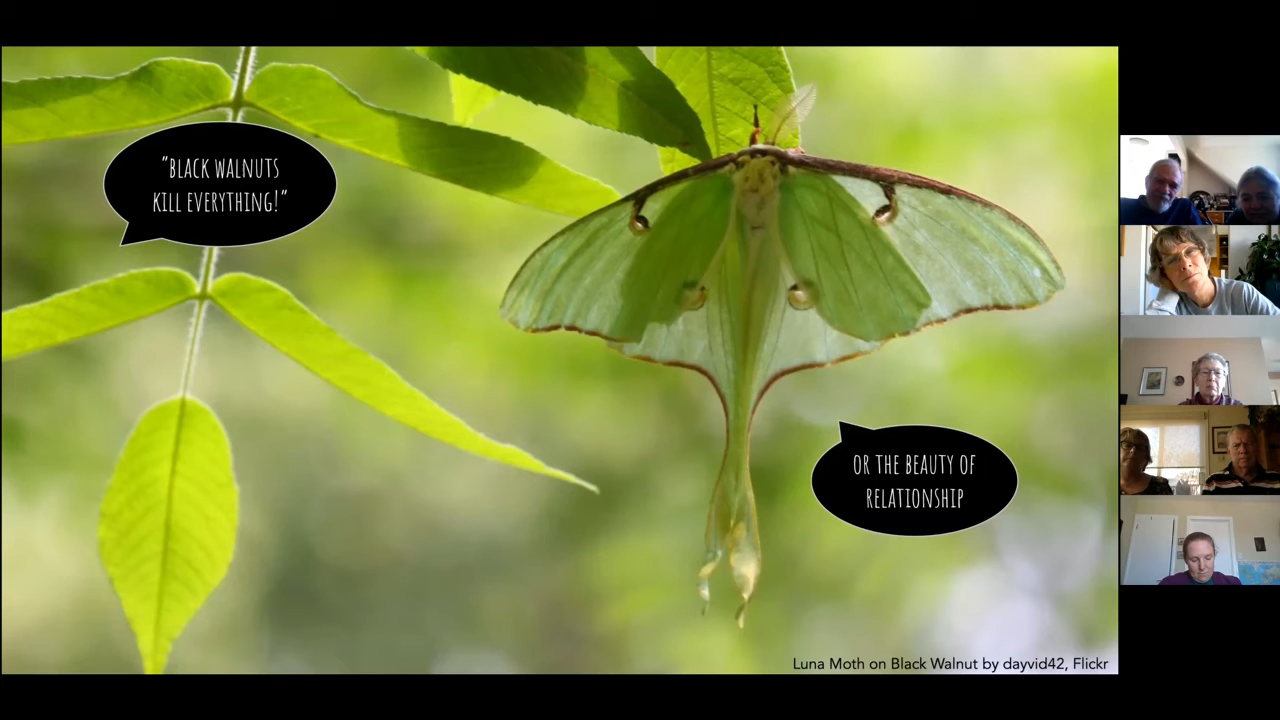 “BLACK WALNUTS
KILL EVERYTHING!”
OR THE BEAUTY OF
RELATIONSHIP
Luna Moth on Black Walnut by dayvid42, Flickr